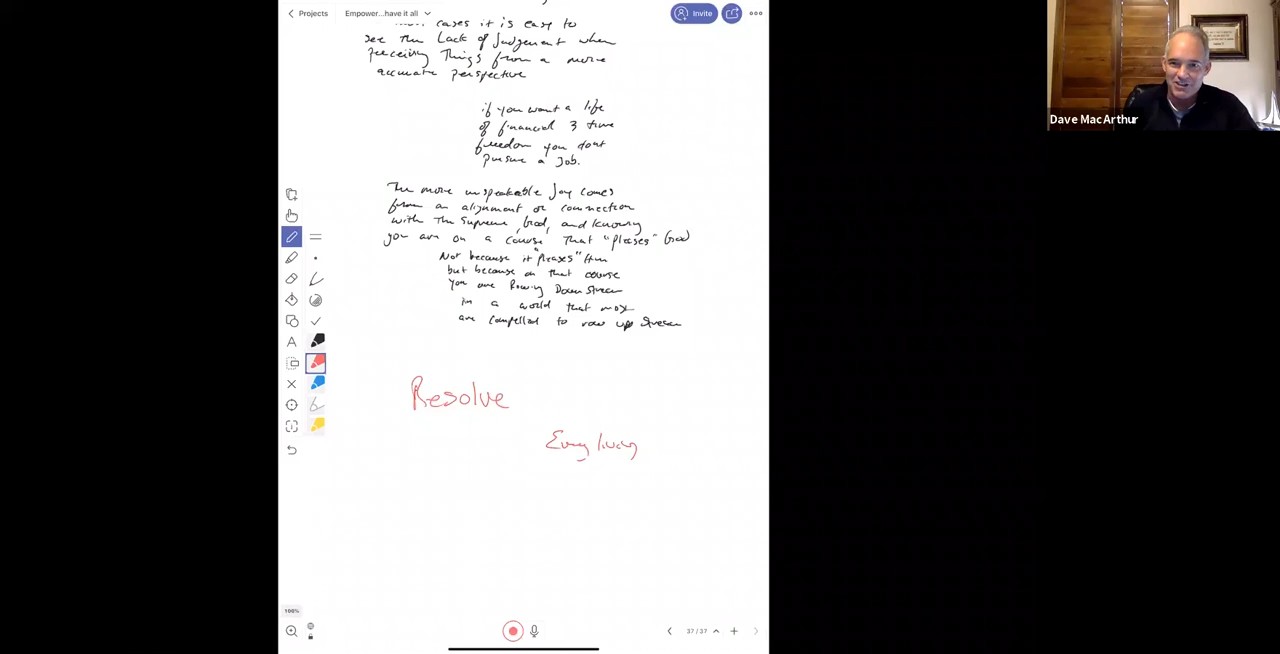 Projects
Empower...have it all
Invite
Dave MacArthur
cases it is easy to
see the Lack of Judgement when
perceiving Things from a more
accurate perspective
if you want a life
of financial & time
freedom you dont
pursue a Job.
The more unspeakable Joy comes
from an alignment or connection
with The Supreme, God, and knowing
you are on a course That "pleases" God
Not because it "pleases" Him
but because on that course
You are Rowing Down Stream
in a world that most
are compelled to row up Stream
Resolve
Every living
100%
37/37